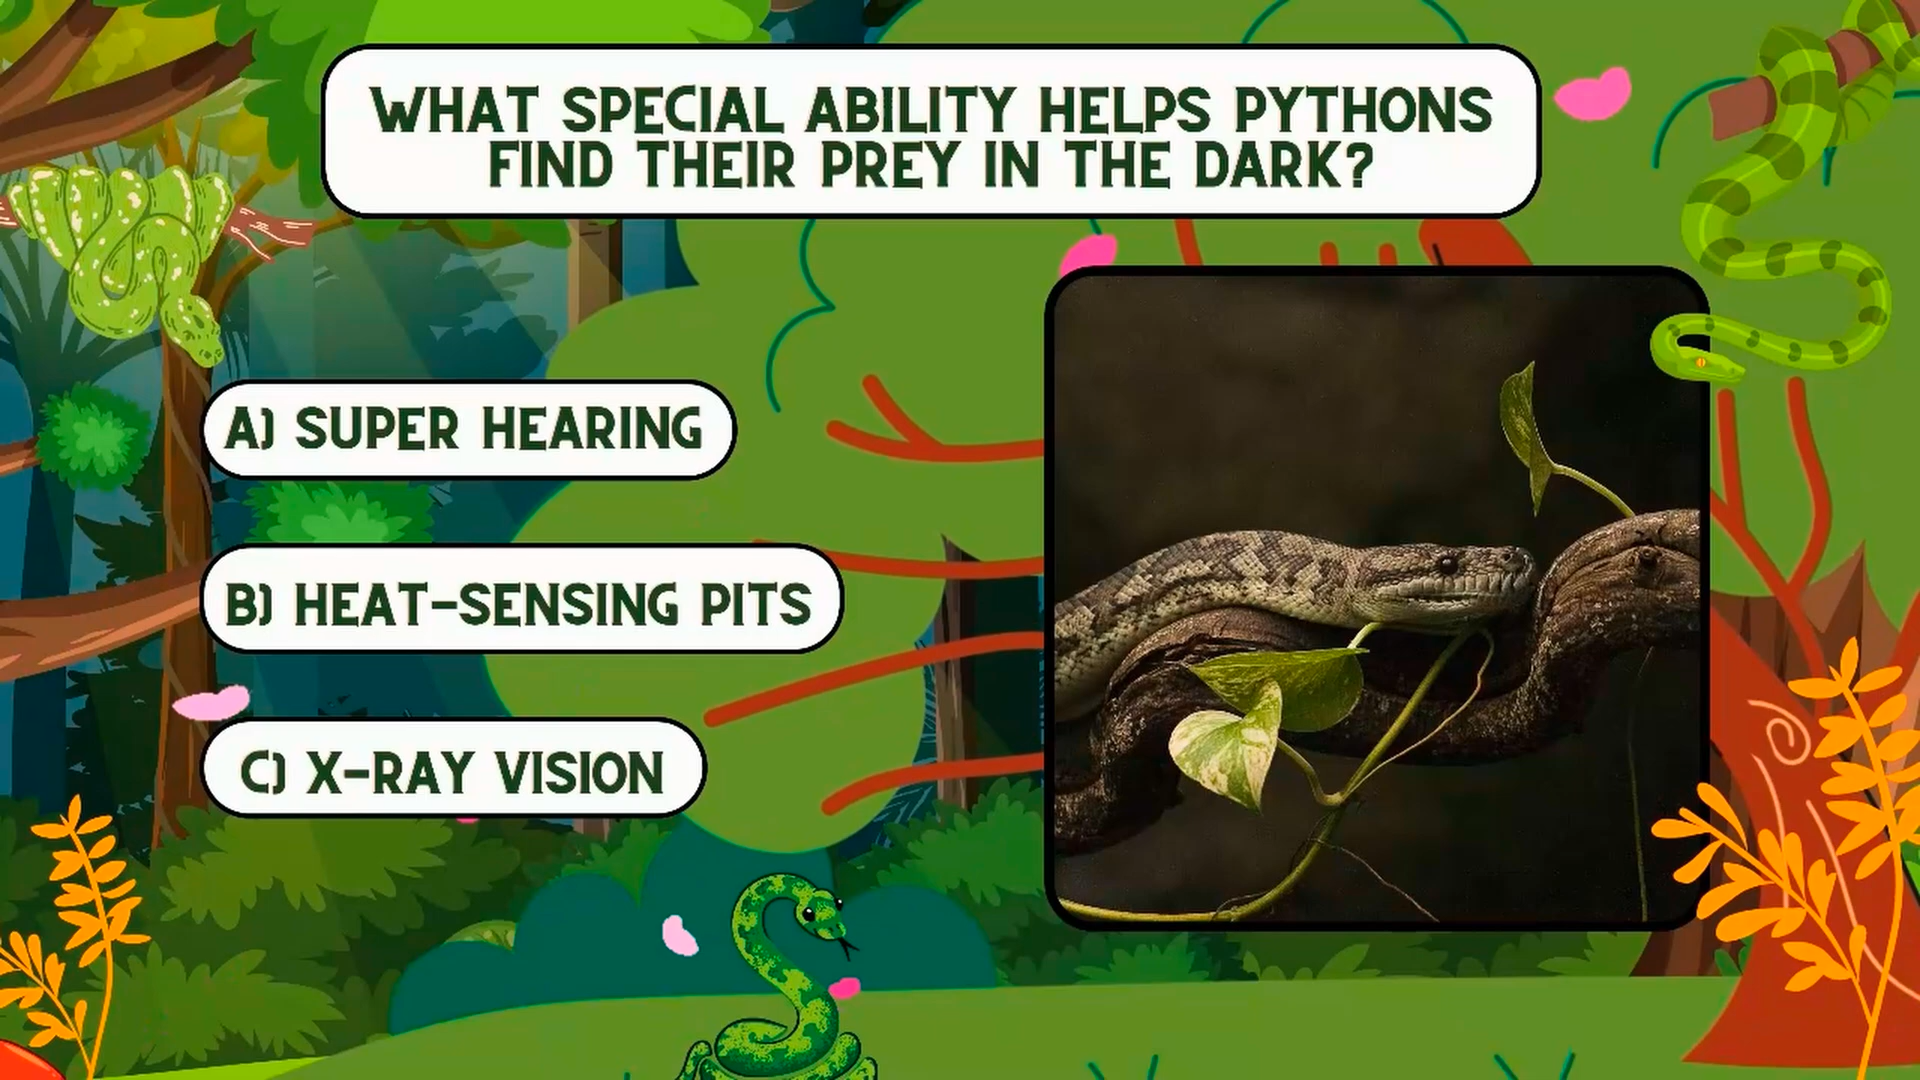 WHAT SPECIAL ABILITY HELPS PYTHONS
FIND THEIR PREY IN THE DARK?
A) SUPER HEARING
B) HEAT-SENSING PITS
C) X-RAY VISION